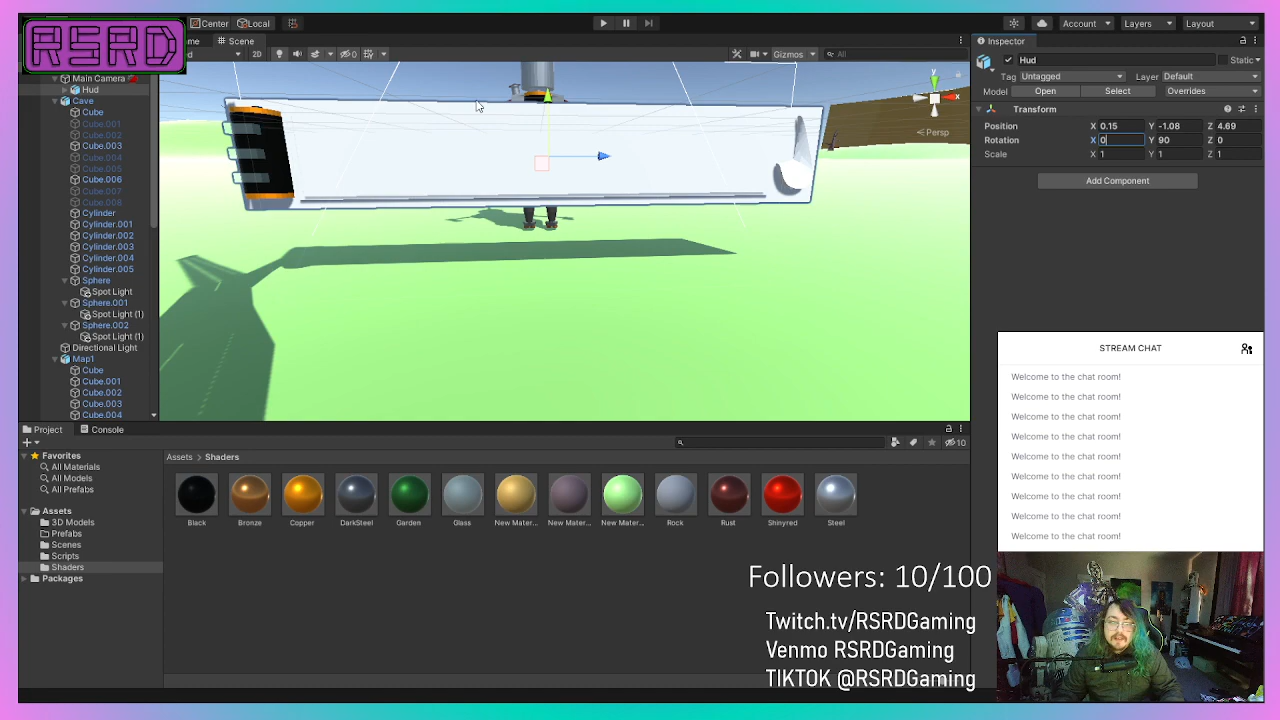 RSRD
Center
Local
Account
Layers
Layout
Scene
2D
0
Gizmos
All
Inspector
Main Camera
Hud
Cave
Cube
Cube.001
Cube.002
Cube.003
Cube.004
Cube.005
Cube.006
Cube.007
Cube.008
Cylinder
Cylinder.001
Cylinder.002
Cylinder.003
Cylinder.004
Cylinder.005
Sphere
Spot Light
Sphere.001
Spot Light (1)
Sphere.002
Spot Light (1)
Directional Light
Map1
Cube
Cube.001
Cube.002
Cube.003
Cube.004
y
x
Persp
Hud
Static
Tag Untagged Layer Default
Model Open Select Overrides
Transform
Position X 0.15 Y -1.08 Z 4.69
Rotation X 0 Y 90 Z 0
Scale X 1 Y 1 Z 1
Add Component
STREAM CHAT
Welcome to the chat room!
Welcome to the chat room!
Welcome to the chat room!
Welcome to the chat room!
Welcome to the chat room!
Welcome to the chat room!
Welcome to the chat room!
Welcome to the chat room!
Welcome to the chat room!
Project Console
10
Favorites
All Materials
All Models
All Prefabs
Assets
3D Models
Prefabs
Scenes
Scripts
Shaders
Packages
Assets > Shaders
Black Bronze Copper DarkSteel Garden Glass New Mater... New Mater... New Mater... Rock Rust Shinyred Steel
Followers: 10/100
Twitch.tv/RSRDGaming
Venmo RSRDGaming
TIKTOK @RSRDGaming